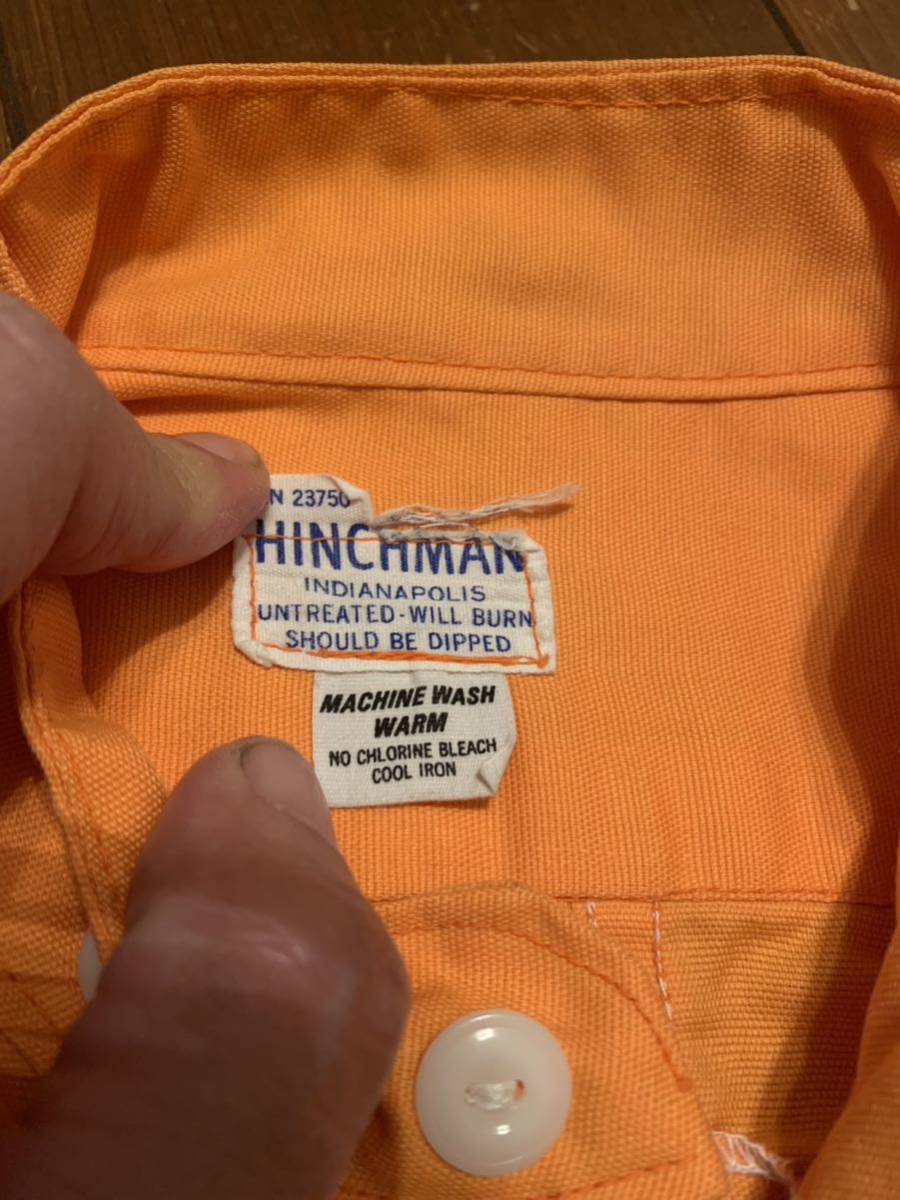 N 23750
HINCHMAN
INDIANAPOLIS
UNTREATED-WILL BURN
SHOULD BE DIPPED
MACHINE WASH
WARM
NO CHLORINE BLEACH
COOL IRON